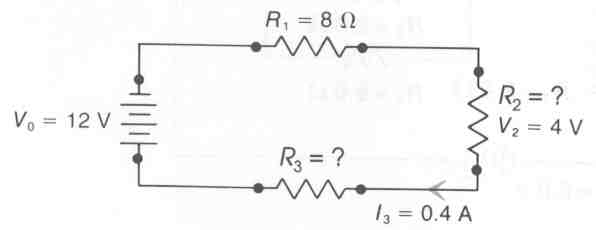 R₁ = 8 Ω
V₀ = 12 V
R₂ = ?
V₂ = 4 V
R₃ = ?
I₃ = 0.4 A